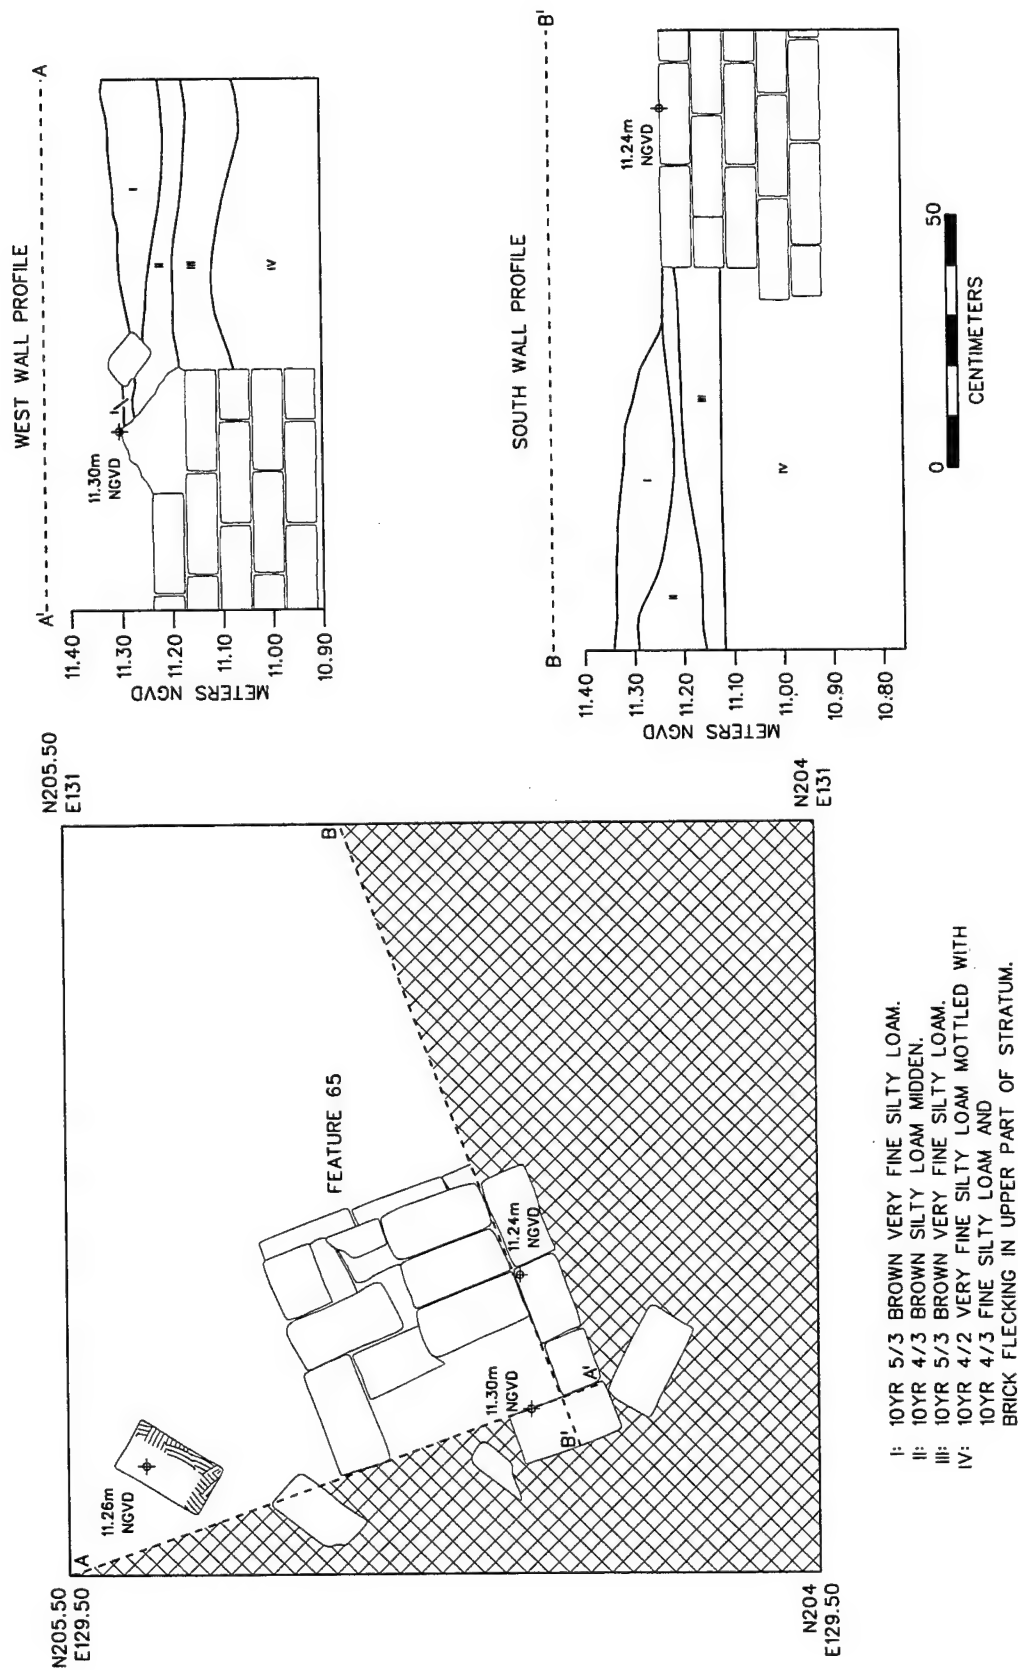 N205.50
E129.50
N205.50
E131
A
11.26m
NGVD
FEATURE 65
B
11.30m
NGVD
11.24m
NGVD
B'
A'
N204
E129.50
N204
E131
I: 10YR 5/3 BROWN VERY FINE SILTY LOAM.
II: 10YR 4/3 BROWN SILTY LOAM MIDDEN.
III: 10YR 5/3 BROWN VERY FINE SILTY LOAM.
IV: 10YR 4/2 VERY FINE SILTY LOAM MOTTLED WITH
10YR 4/3 FINE SILTY LOAM AND
BRICK FLECKING IN UPPER PART OF STRATUM.
WEST WALL PROFILE
A'
A
11.40
11.30
11.20
11.10
11.00
10.90
METERS NGVD
11.30m
NGVD
I
I
II
III
IV
SOUTH WALL PROFILE
B
B'
11.40
11.30
11.20
11.10
11.00
10.90
10.80
METERS NGVD
11.24m
NGVD
I
II
III
IV
0
50
CENTIMETERS